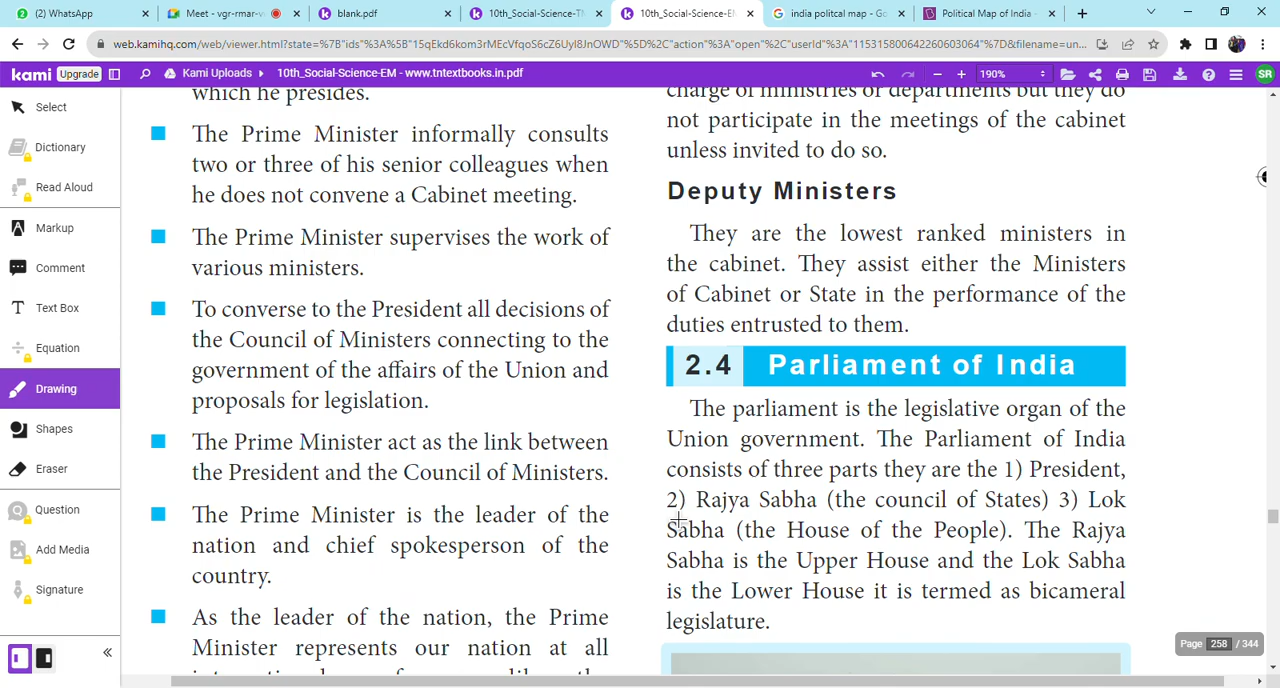 (2) WhatsApp
Meet - vgr-rmar-v
blank.pdf
10th_Social-Science-T
10th_Social-Science-E
india politcal map - Go
Political Map of India -
web.kamihq.com/web/viewer.html?state=%7B"ids"%3A%5B"15qEkd6kom3rMEcVfqo36cZ6UyI8JnOWD"%5D%2C"action"%3A"open"%2C"userId"%3A"115315800642260603064"%7D&filename=un...
kami Upgrade
Kami Uploads
10th_Social-Science-EM - www.tntextbooks.in.pdf
190%
SR
Select
Dictionary
Read Aloud
Markup
Comment
Text Box
Equation
Drawing
Shapes
Eraser
Question
Add Media
Signature
which he presides.
The Prime Minister informally consults
two or three of his senior colleagues when
he does not convene a Cabinet meeting.
The Prime Minister supervises the work of
various ministers.
To converse to the President all decisions of
the Council of Ministers connecting to the
government of the affairs of the Union and
proposals for legislation.
The Prime Minister act as the link between
the President and the Council of Ministers.
The Prime Minister is the leader of the
nation and chief spokesperson of the
country.
As the leader of the nation, the Prime
Minister represents our nation at all
charge of ministries or departments but they do
not participate in the meetings of the cabinet
unless invited to do so.
Deputy Ministers
They are the lowest ranked ministers in
the cabinet. They assist either the Ministers
of Cabinet or State in the performance of the
duties entrusted to them.
2.4 Parliament of India
The parliament is the legislative organ of the
Union government. The Parliament of India
consists of three parts they are the 1) President,
2) Rajya Sabha (the council of States) 3) Lok
Sabha (the House of the People). The Rajya
Sabha is the Upper House and the Lok Sabha
is the Lower House it is termed as bicameral
legislature.
Page 258 / 344